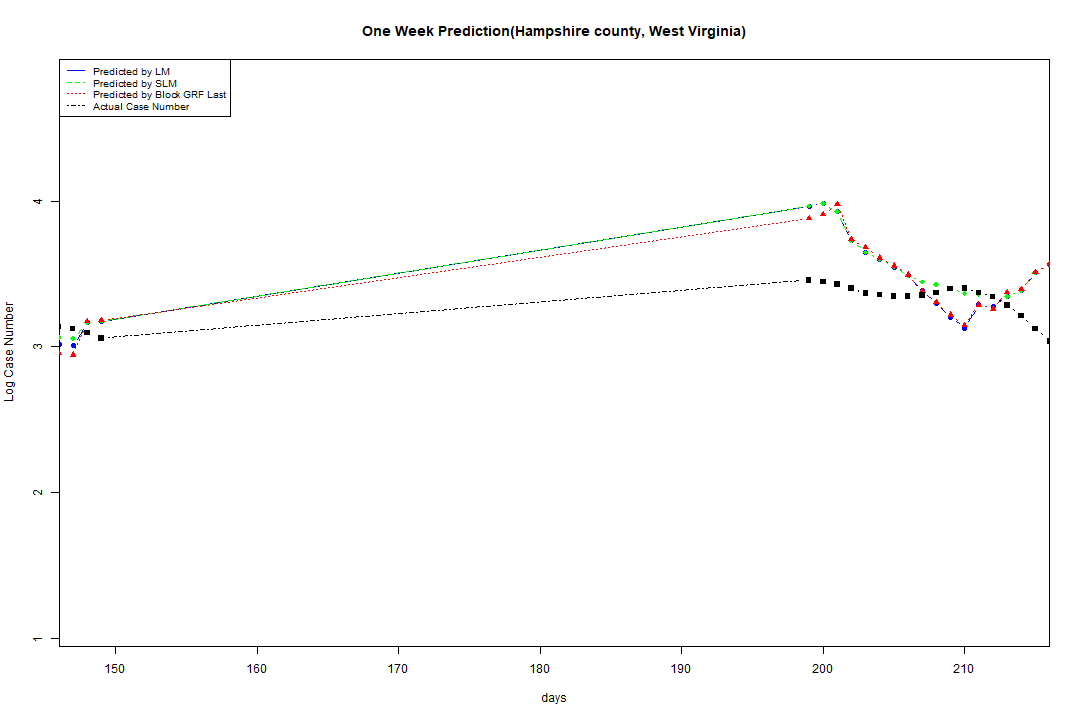 One Week Prediction(Hampshire county, West Virginia)
Predicted by LM
Predicted by SLM
Predicted by Block GRF Last
Actual Case Number
Log Case Number
4
3
2
1
150 160 170 180 190 200 210
days